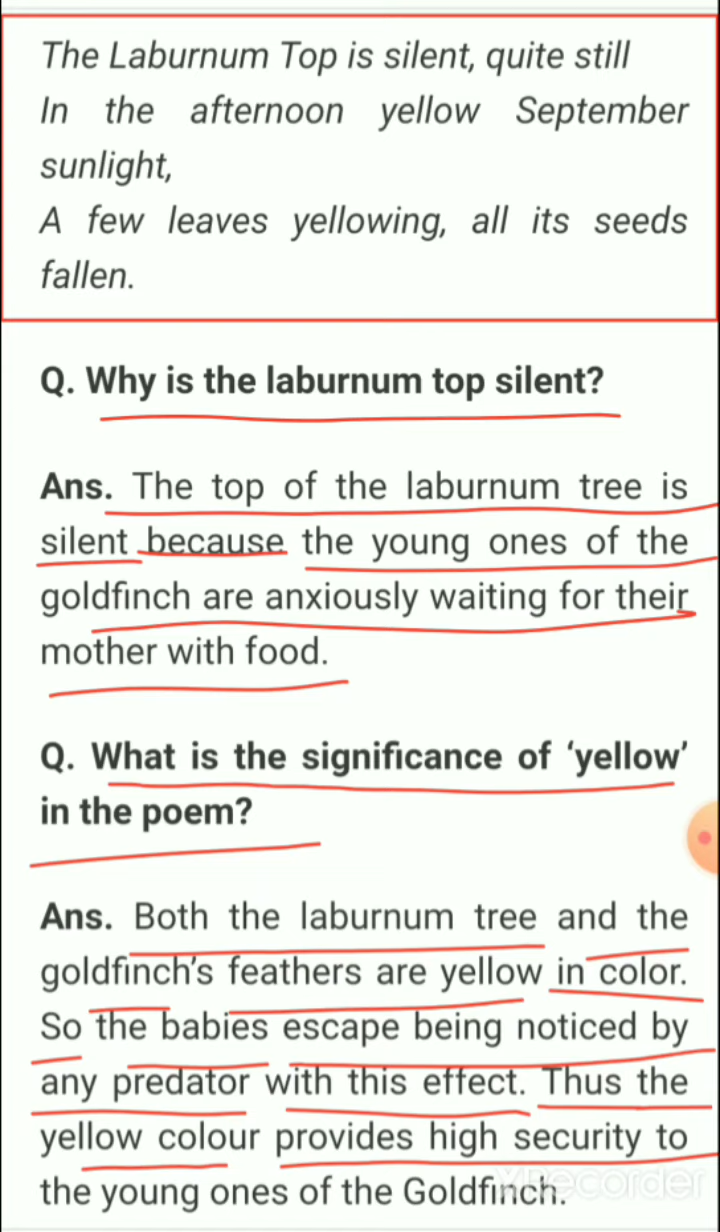 The Laburnum Top is silent, quite still
In the afternoon yellow September
sunlight,
A few leaves yellowing, all its seeds
fallen.
Q. Why is the laburnum top silent?
Ans. The top of the laburnum tree is
silent because the young ones of the
goldfinch are anxiously waiting for their
mother with food.
Q. What is the significance of ‘yellow’
in the poem?
Ans. Both the laburnum tree and the
goldfinch’s feathers are yellow in color.
So the babies escape being noticed by
any predator with this effect. Thus the
yellow colour provides high security to
the young ones of the Goldfinch.
XRecorder